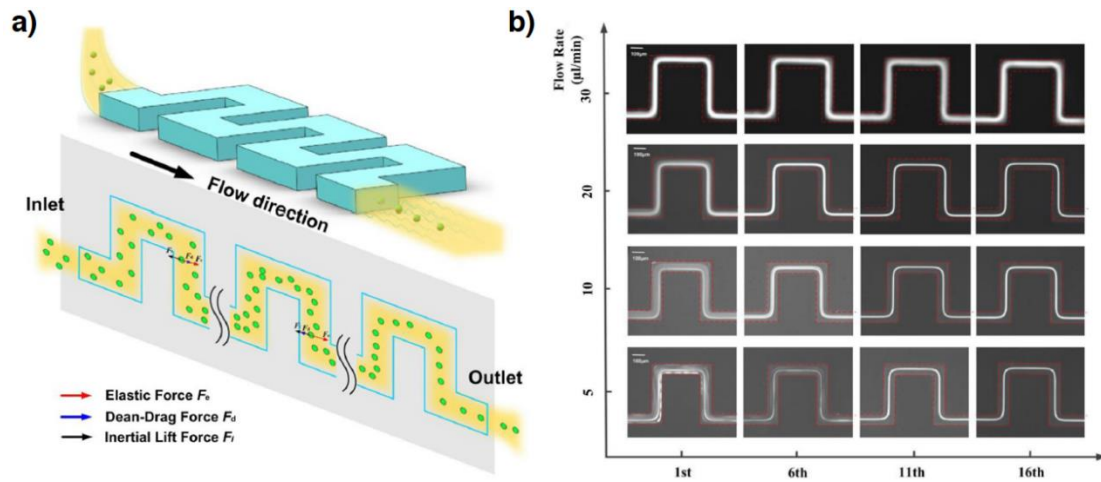 a)
Flow direction
Inlet
Outlet
Elastic Force Fe
Dean-Drag Force Fd
Inertial Lift Force Fl
b)
Flow Rate
(µl/min)
30
20
10
5
100µm
100µm
100µm
100µm
1st
6th
11th
16th